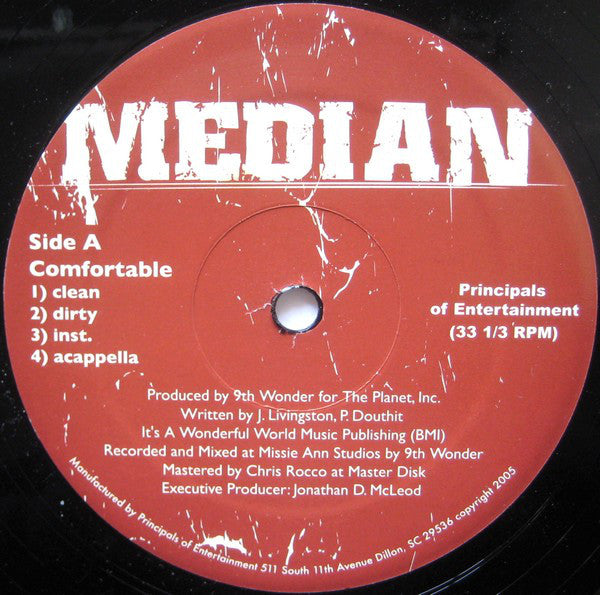 MEDIAN
Side A
Comfortable
1) clean
2) dirty
3) inst.
4) acappella
Principals
of Entertainment
(33 1/3 RPM)
Produced by 9th Wonder for The Planet, Inc.
Written by J. Livingston, P. Douthit
It's A Wonderful World Music Publishing (BMI)
Recorded and Mixed at Missie Ann Studios by 9th Wonder
Mastered by Chris Rocco at Master Disk
Executive Producer: Jonathan D. McLeod
Manufactured by Principals of Entertainment 511 South 11th Avenue Dillon, SC 29536 copyright 2005